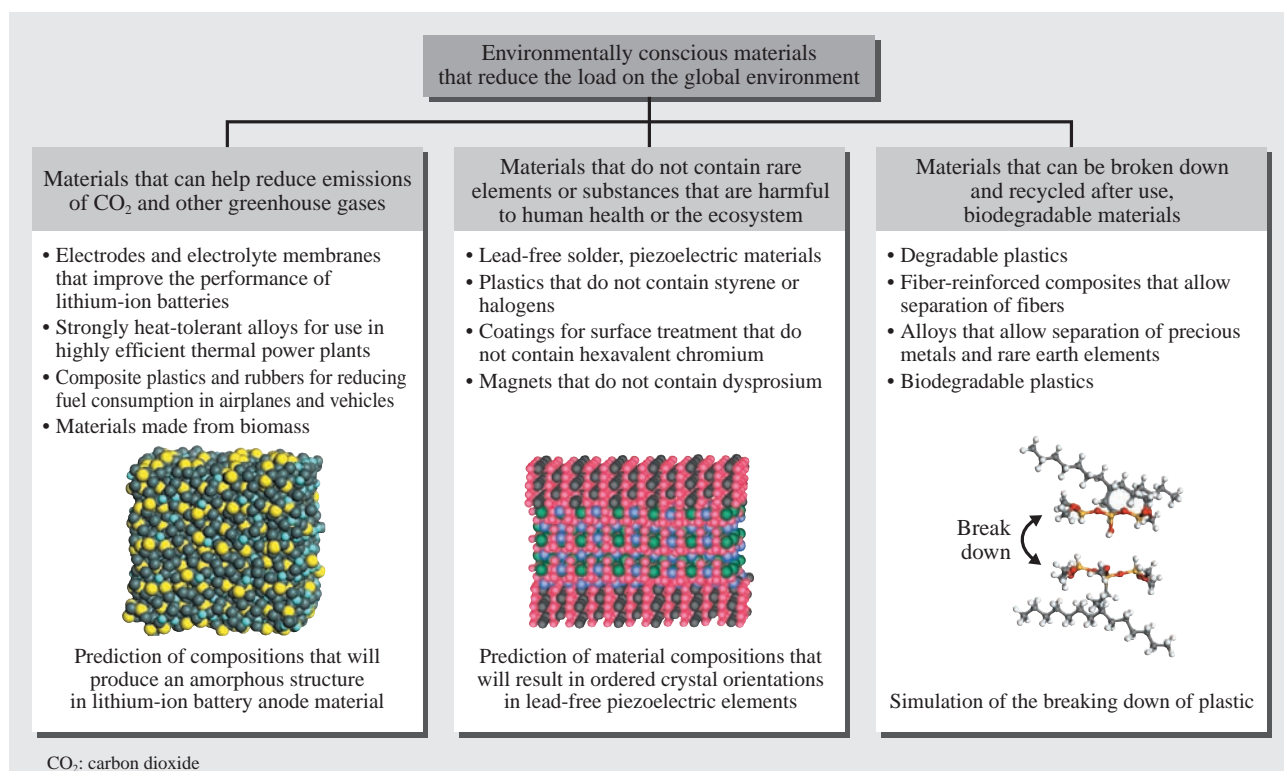 Environmentally conscious materials
that reduce the load on the global environment
Materials that can help reduce emissions
of CO₂ and other greenhouse gases
• Electrodes and electrolyte membranes
that improve the performance of
lithium-ion batteries
• Strongly heat-tolerant alloys for use in
highly efficient thermal power plants
• Composite plastics and rubbers for reducing
fuel consumption in airplanes and vehicles
• Materials made from biomass
Prediction of compositions that will
produce an amorphous structure
in lithium-ion battery anode material
Materials that do not contain rare
elements or substances that are harmful
to human health or the ecosystem
• Lead-free solder, piezoelectric materials
• Plastics that do not contain styrene or
halogens
• Coatings for surface treatment that do
not contain hexavalent chromium
• Magnets that do not contain dysprosium
Prediction of material compositions that
will result in ordered crystal orientations
in lead-free piezoelectric elements
Materials that can be broken down
and recycled after use,
biodegradable materials
• Degradable plastics
• Fiber-reinforced composites that allow
separation of fibers
• Alloys that allow separation of precious
metals and rare earth elements
• Biodegradable plastics
Break
down
Simulation of the breaking down of plastic
CO₂: carbon dioxide